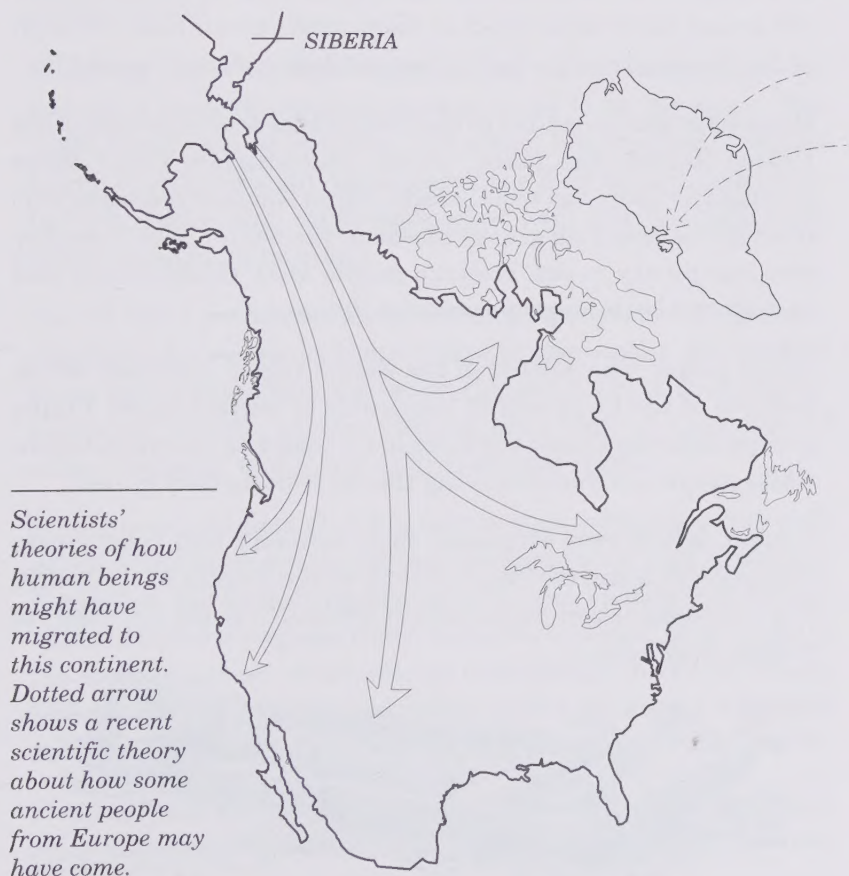 SIBERIA
Scientists'
theories of how
human beings
might have
migrated to
this continent.
Dotted arrow
shows a recent
scientific theory
about how some
ancient people
from Europe may
have come.